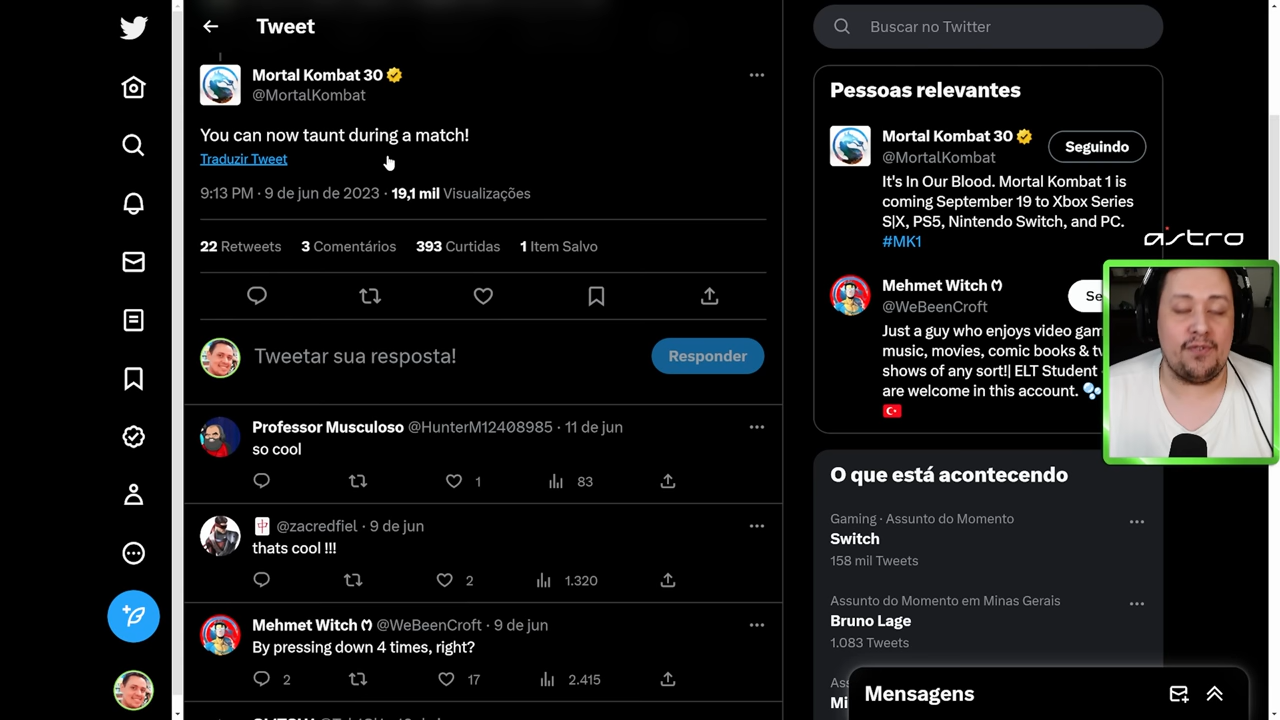 Tweet
Mortal Kombat 30
@MortalKombat
You can now taunt during a match!
Traduzir Tweet
9:13 PM · 9 de jun de 2023 · 19,1 mil Visualizações
22 Retweets 3 Comentários 393 Curtidas 1 Item Salvo
Tweetar sua resposta!
Responder
Professor Musculoso @HunterM12408985 · 11 de jun
so cool
1 83
🀄 @zacredfiel · 9 de jun
thats cool !!!
2 1.320
Mehmet Witch @WeBeenCroft · 9 de jun
By pressing down 4 times, right?
2 17 2.415
Buscar no Twitter
Pessoas relevantes
Mortal Kombat 30
@MortalKombat
Seguindo
It's In Our Blood. Mortal Kombat 1 is
coming September 19 to Xbox Series
S|X, PS5, Nintendo Switch, and PC.
#MK1
astro
Mehmet Witch
@WeBeenCroft
Se
Just a guy who enjoys video gam
music, movies, comic books & tv
shows of any sort!| ELT Student
are welcome in this account.
O que está acontecendo
Gaming · Assunto do Momento
Switch
158 mil Tweets
Assunto do Momento em Minas Gerais
Bruno Lage
1.083 Tweets
Mensagens